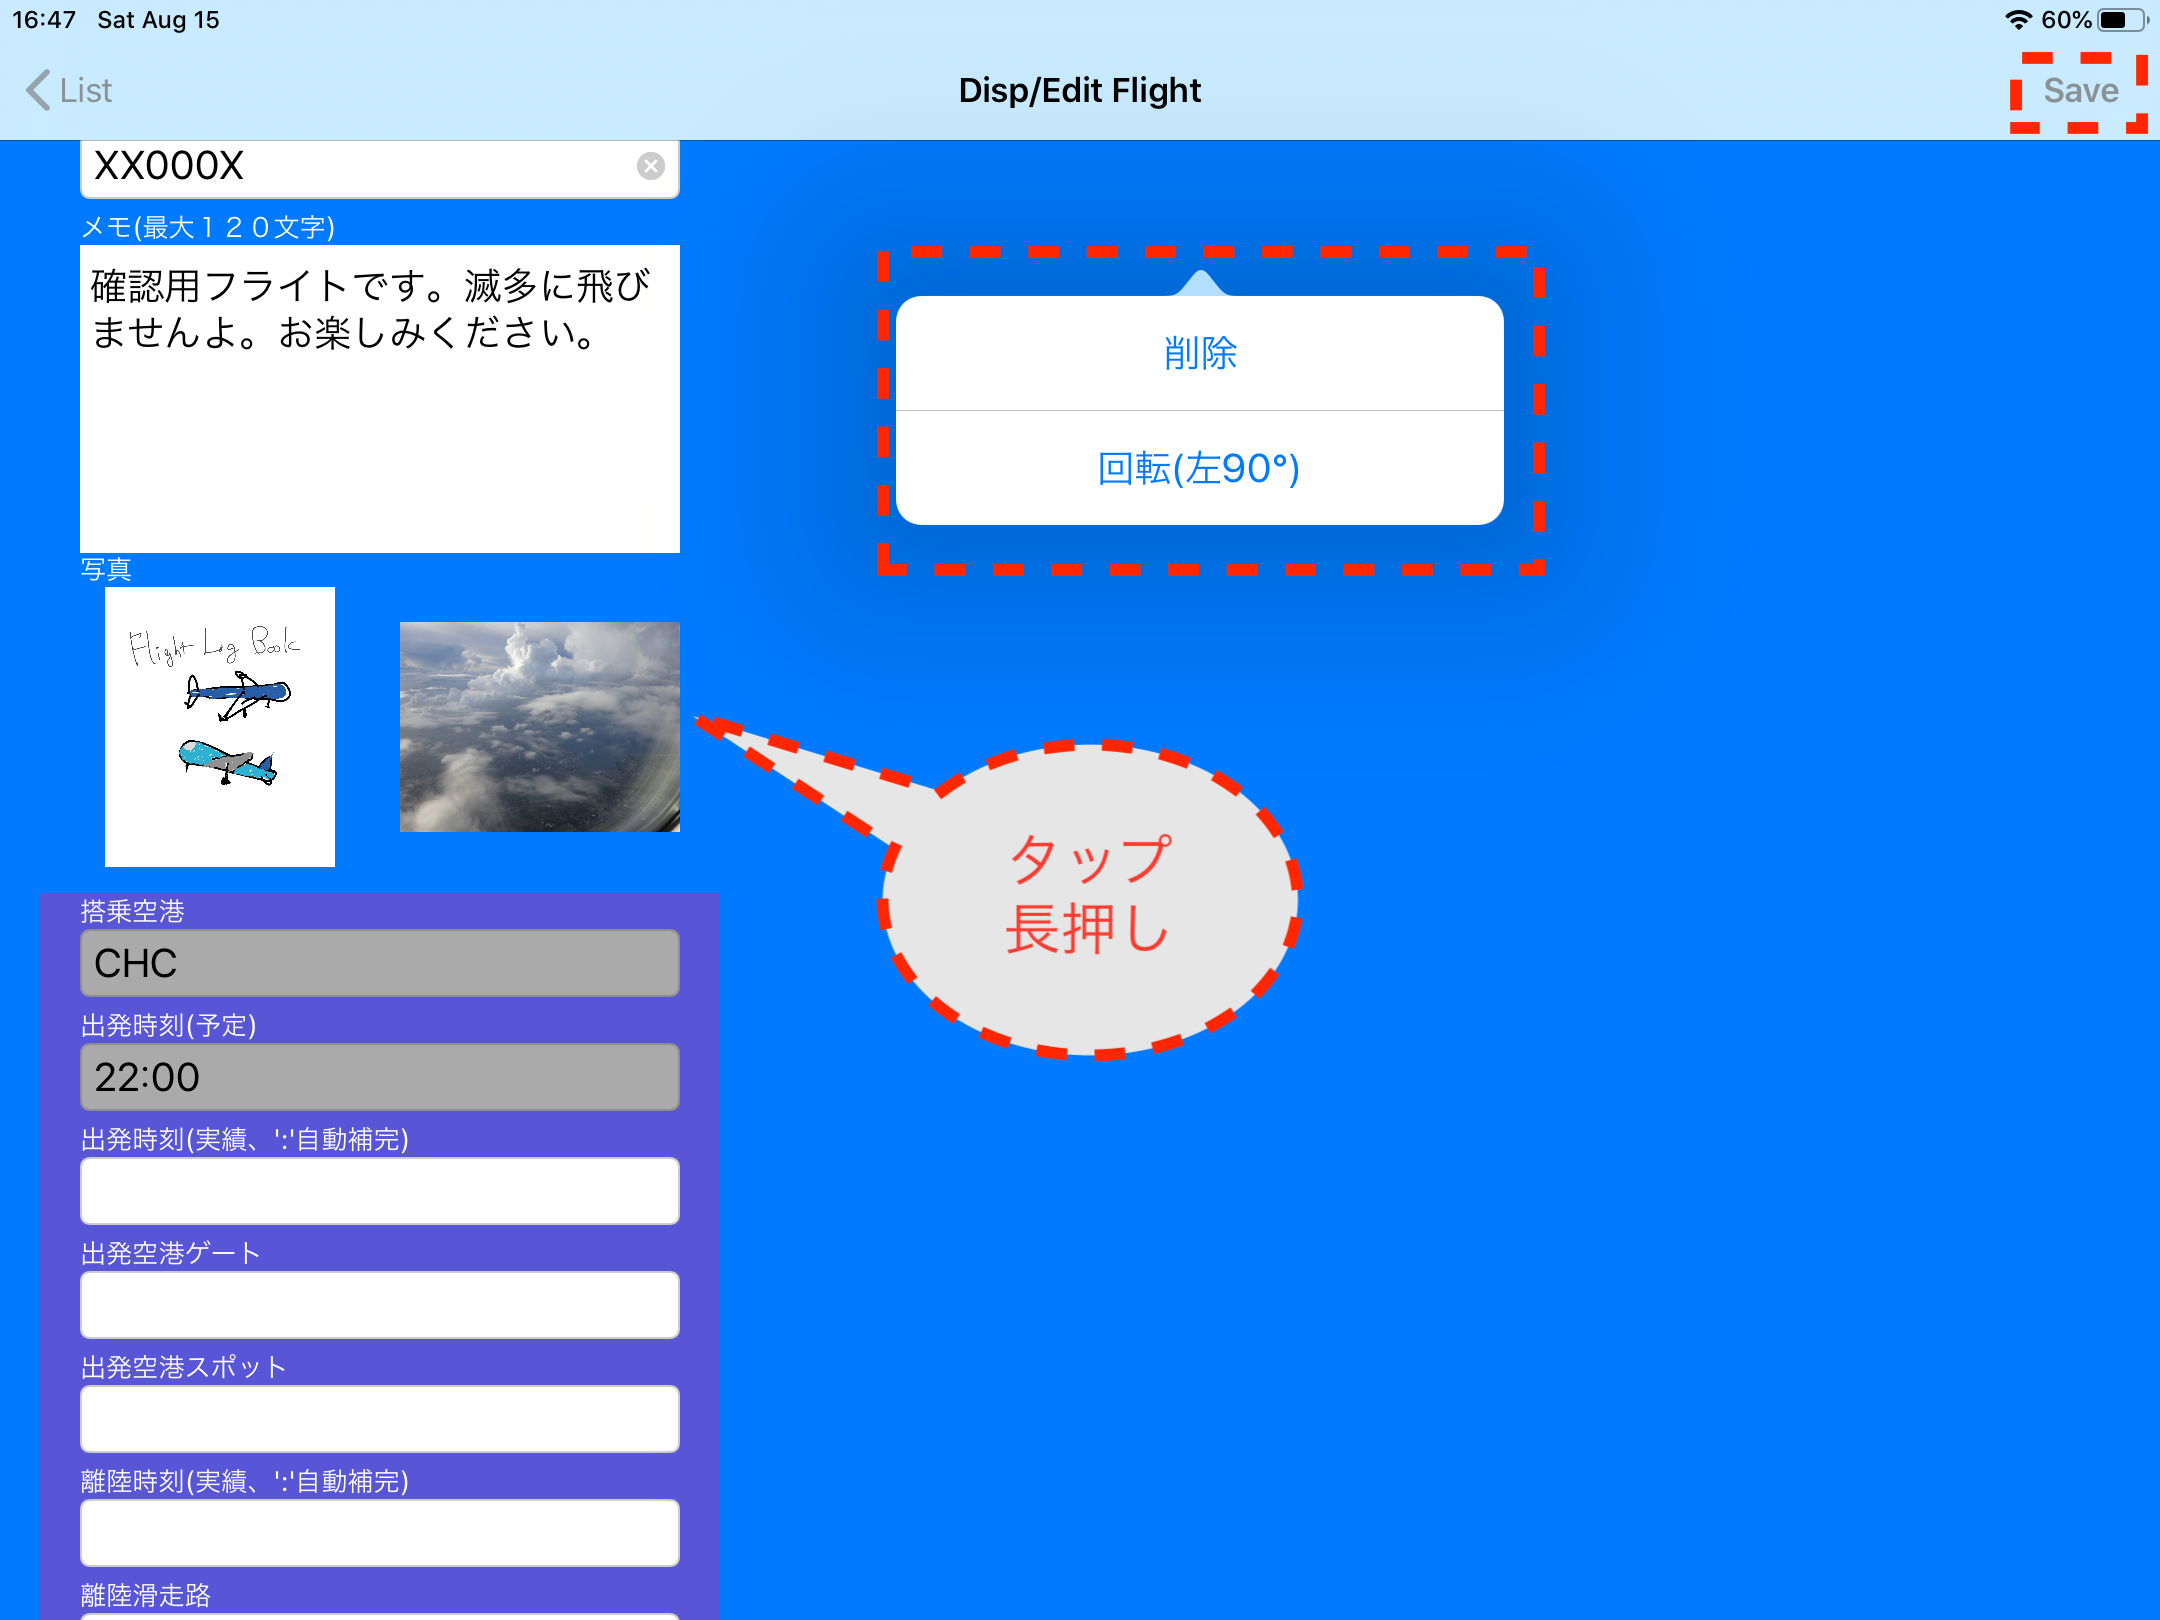 16:47 Sat Aug 15
60%
List
Disp/Edit Flight
Save
XX000X
メモ(最大１２０文字)
確認用フライトです。滅多に飛び
ませんよ。お楽しみください。
削除
回転(左90°)
写真
Flight Log Book
タップ
長押し
搭乗空港
CHC
出発時刻(予定)
22:00
出発時刻(実績、':'自動補完)
出発空港ゲート
出発空港スポット
離陸時刻(実績、':'自動補完)
離陸滑走路